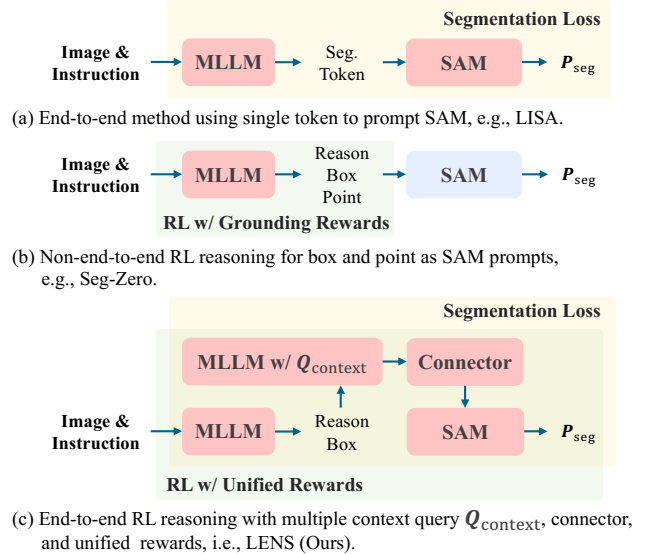 Segmentation Loss
Image &
Instruction
MLLM
Seg.
Token
SAM
P_seg
(a) End-to-end method using single token to prompt SAM, e.g., LISA.
Image &
Instruction
MLLM
Reason
Box
Point
SAM
P_seg
RL w/ Grounding Rewards
(b) Non-end-to-end RL reasoning for box and point as SAM prompts,
e.g., Seg-Zero.
Segmentation Loss
MLLM w/ Q_context
Connector
Image &
Instruction
MLLM
Reason
Box
SAM
P_seg
RL w/ Unified Rewards
(c) End-to-end RL reasoning with multiple context query Q_context, connector,
and unified rewards, i.e., LENS (Ours).